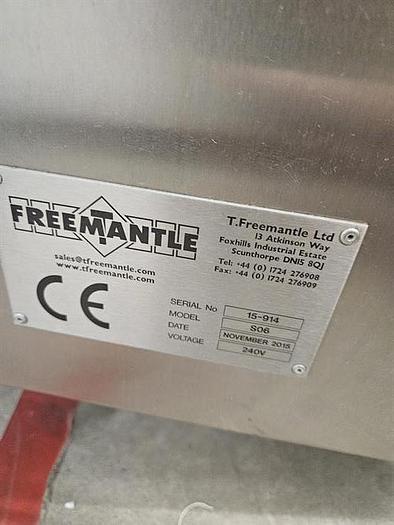 FREEMANTLE
sales@tfreemantle.com
www.tfreemantle.com
T.Freemantle Ltd
13 Atkinson Way
Foxhills Industrial Estate
Scunthorpe DN15 8QJ
Tel: +44 (0) 1724 276908
Fax: +44 (0) 1724 276909
CE
SERIAL No 15-914
MODEL S06
DATE NOVEMBER 2015
VOLTAGE 240V